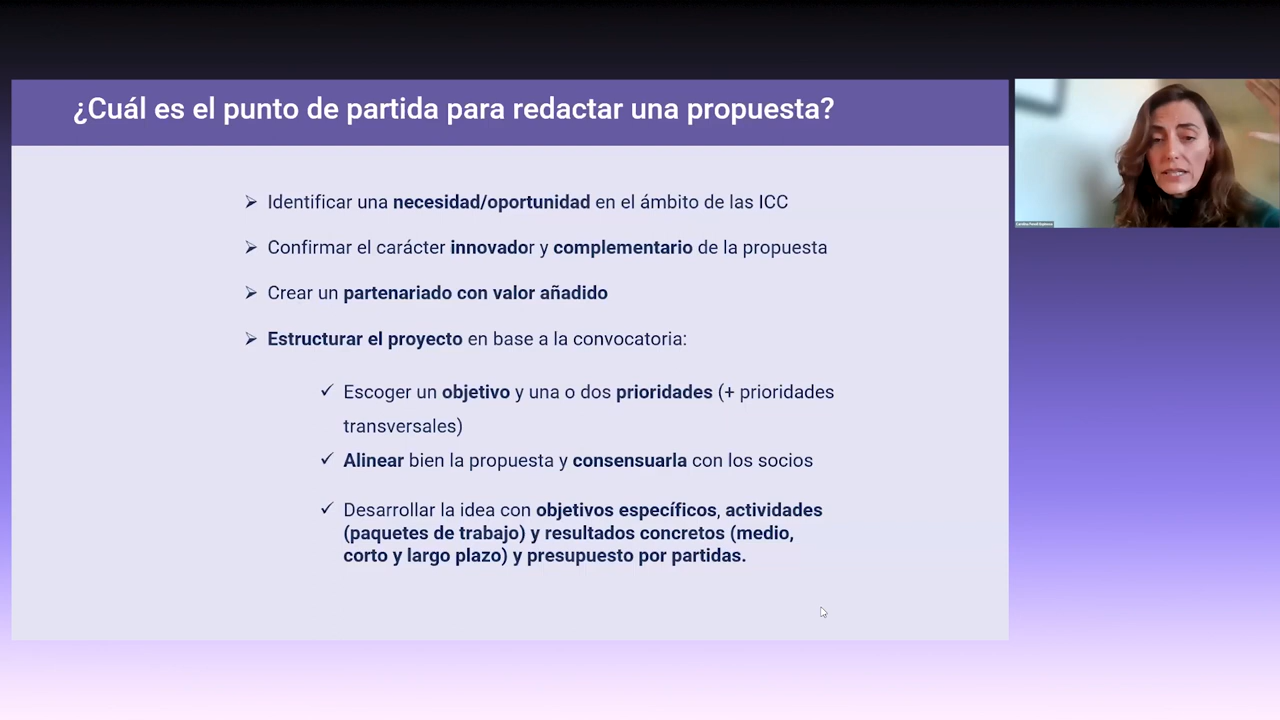 ¿Cuál es el punto de partida para redactar una propuesta?
Identificar una necesidad/oportunidad en el ámbito de las ICC
Confirmar el carácter innovador y complementario de la propuesta
Crear un partenariado con valor añadido
Estructurar el proyecto en base a la convocatoria:
Escoger un objetivo y una o dos prioridades (+ prioridades
transversales)
Alinear bien la propuesta y consensuarla con los socios
Desarrollar la idea con objetivos específicos, actividades
(paquetes de trabajo) y resultados concretos (medio,
corto y largo plazo) y presupuesto por partidas.